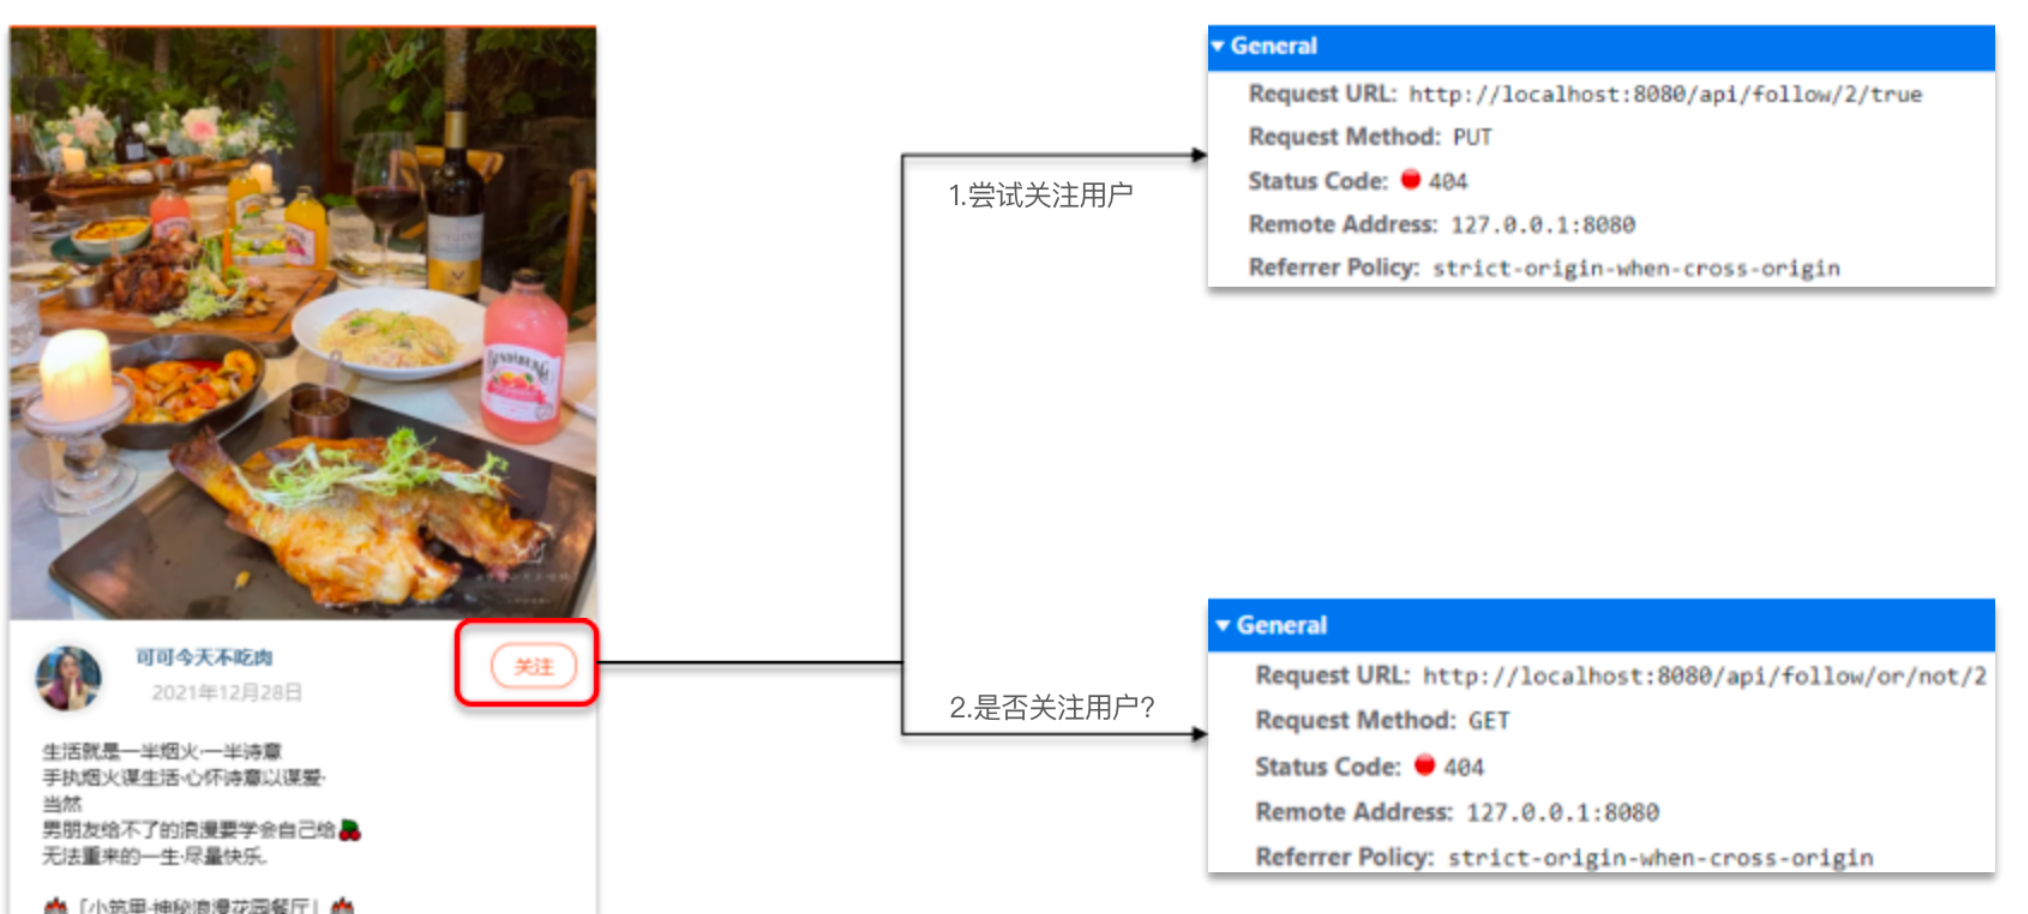 可可今天不吃肉
2021年12月28日
关注
生活就是一半烟火·一半诗意
手执烟火谋生活·心怀诗意以谋爱·
当然
男朋友给不了的浪漫要学会自己给🍒
无法重来的一生·尽量快乐.
「小筑里·神秘浪漫花园餐厅」
1.尝试关注用户
General
Request URL: http://localhost:8080/api/follow/2/true
Request Method: PUT
Status Code: 404
Remote Address: 127.0.0.1:8080
Referrer Policy: strict-origin-when-cross-origin
2.是否关注用户?
General
Request URL: http://localhost:8080/api/follow/or/not/2
Request Method: GET
Status Code: 404
Remote Address: 127.0.0.1:8080
Referrer Policy: strict-origin-when-cross-origin